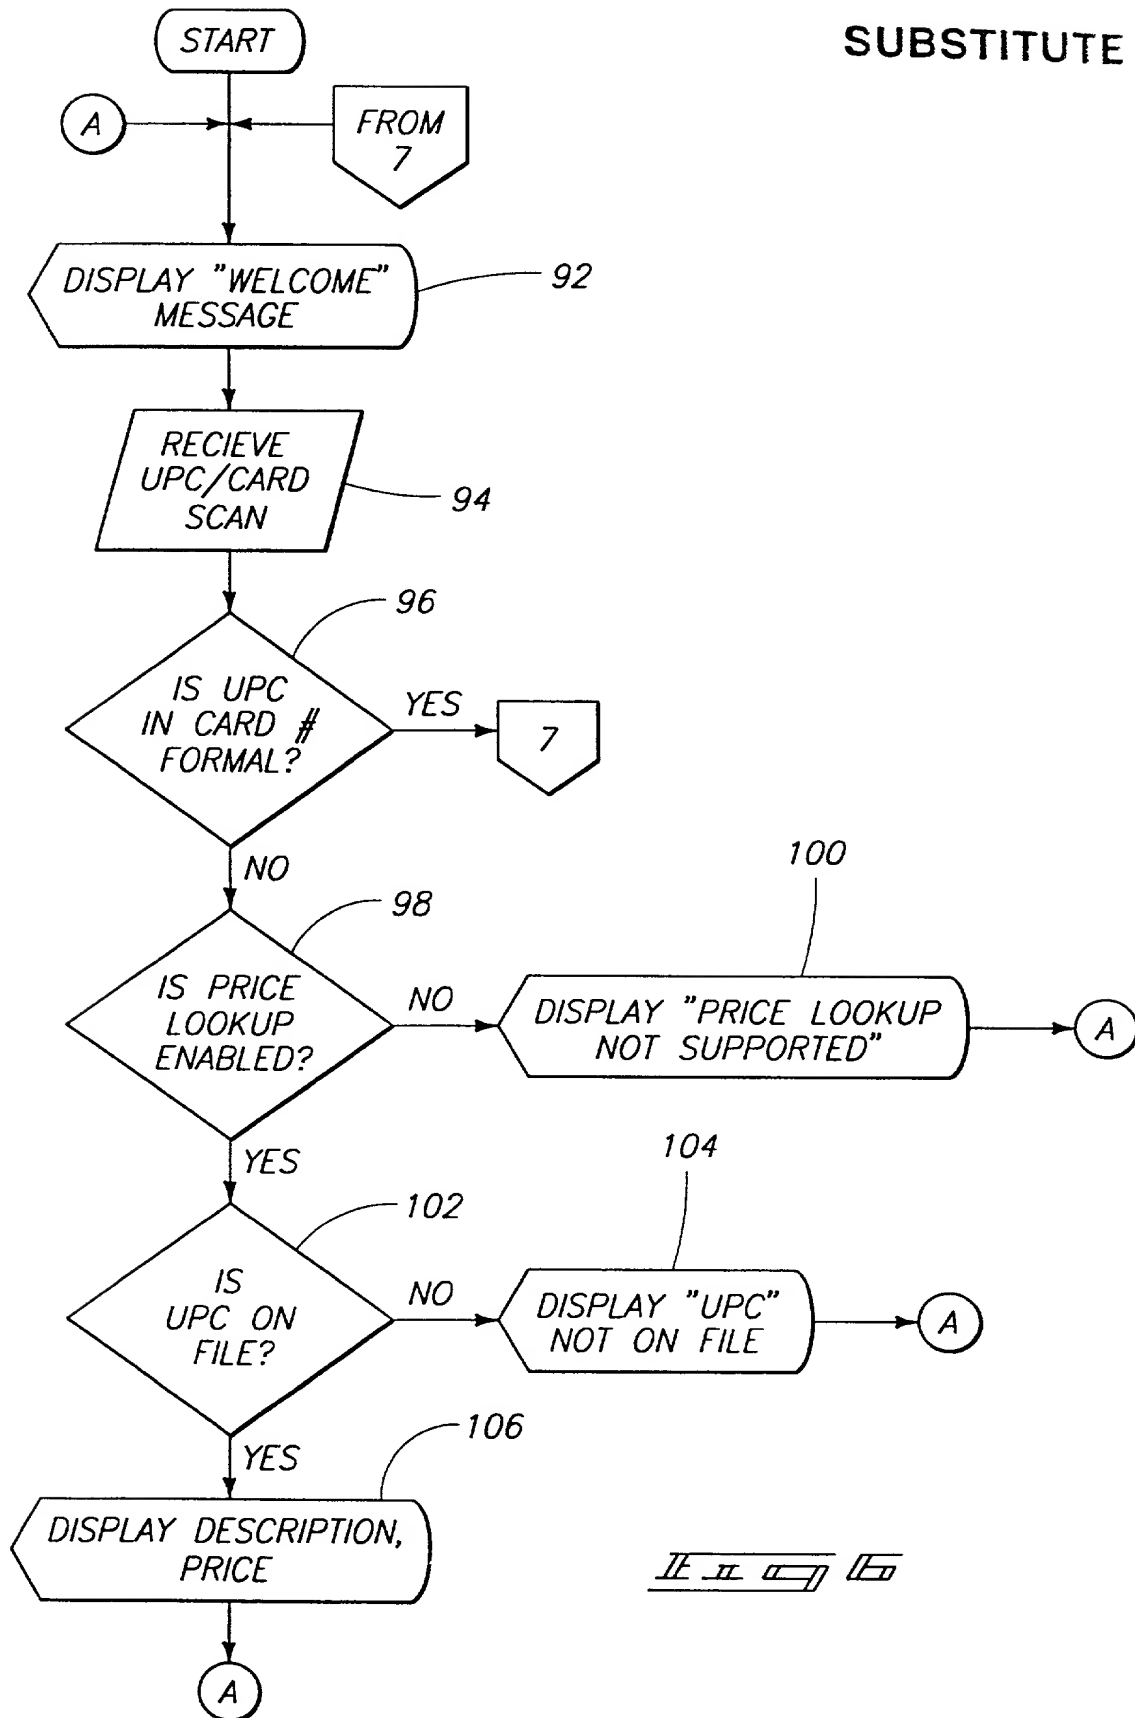 START
SUBSTITUTE
A
FROM
7
DISPLAY "WELCOME"
MESSAGE
92
RECIEVE
UPC/CARD
SCAN
94
96
IS UPC
IN CARD #
FORMAL?
YES
7
NO
98
100
IS PRICE
LOOKUP
ENABLED?
NO
DISPLAY "PRICE LOOKUP
NOT SUPPORTED"
A
YES
102
104
IS
UPC ON
FILE?
NO
DISPLAY "UPC"
NOT ON FILE
A
YES
106
DISPLAY DESCRIPTION,
PRICE
A
Fig 6